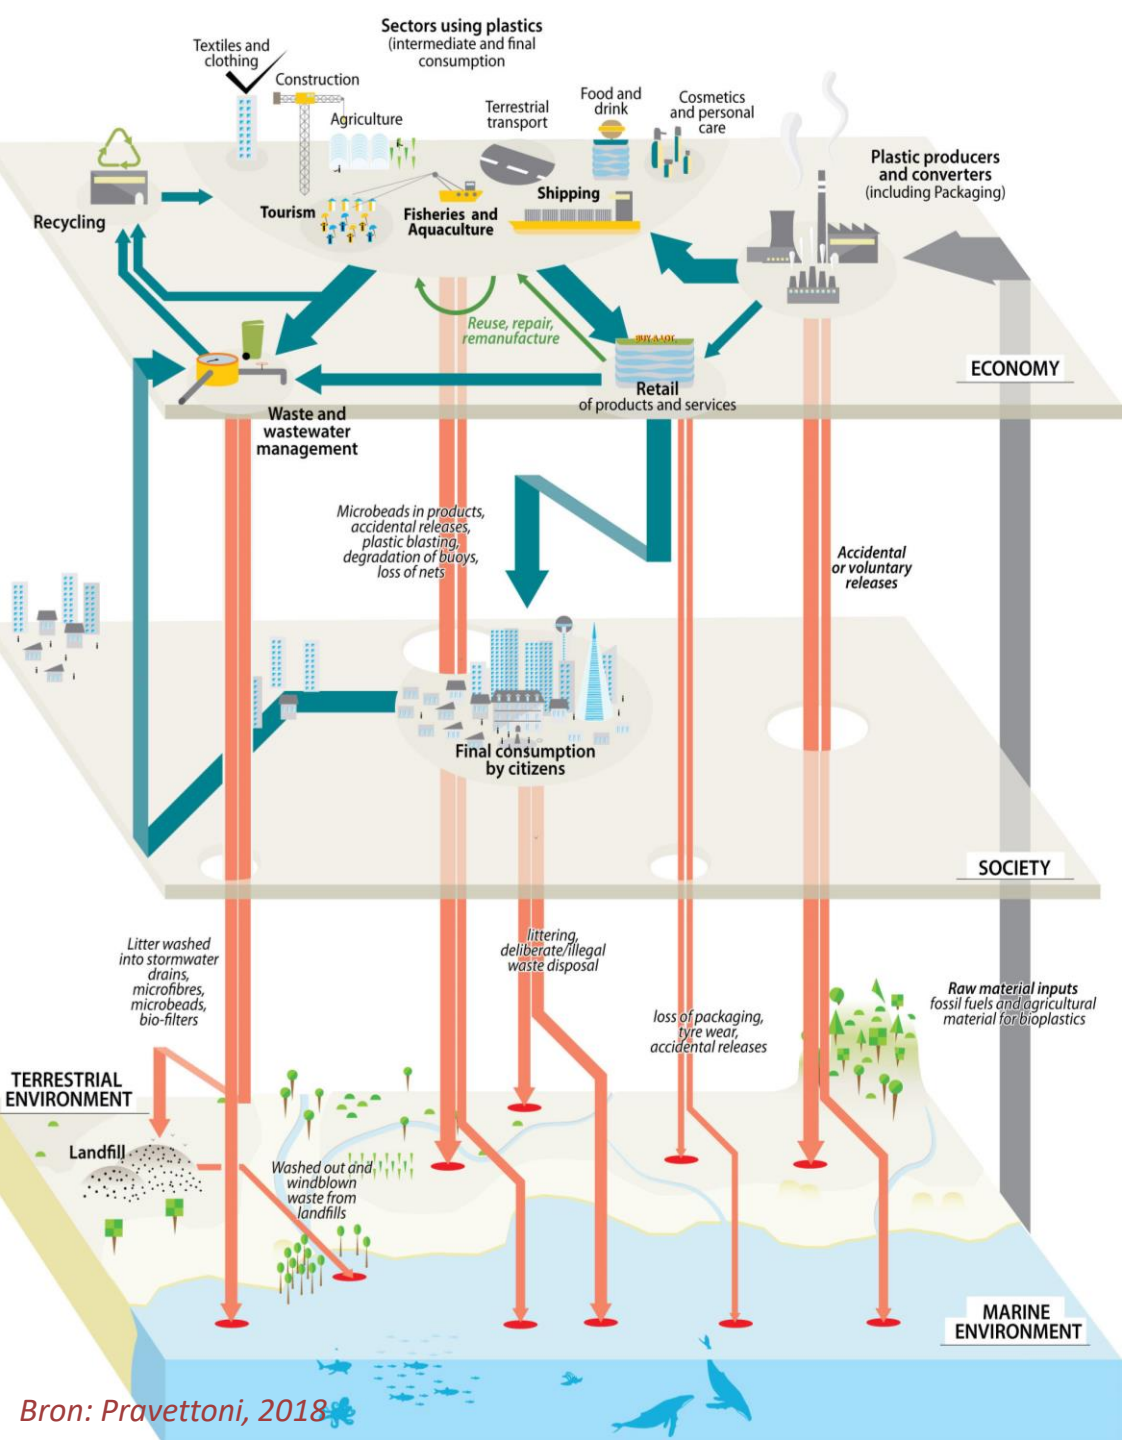 Sectors using plastics
(intermediate and final
consumption
Textiles and
clothing
Construction
Agriculture
Terrestrial
transport
Food and
drink
Cosmetics
and personal
care
Plastic producers
and converters
(including Packaging)
Recycling
Tourism
Fisheries and
Aquaculture
Shipping
Reuse, repair,
remanufacture
BUY-A-LOT
Retail
of products and services
ECONOMY
Waste and
wastewater
management
Microbeads in products,
accidental releases,
plastic blasting,
degradation of buoys,
loss of nets
Accidental
or voluntary
releases
Final consumption
by citizens
SOCIETY
Litter washed
into stormwater
drains,
microfibres,
microbeads,
bio-filters
littering,
deliberate/illegal
waste disposal
loss of packaging,
tyre wear,
accidental releases
Raw material inputs
fossil fuels and agricultural
material for bioplastics
TERRESTRIAL
ENVIRONMENT
Landfill
Washed out and
windblown
waste from
landfills
MARINE
ENVIRONMENT
Bron: Pravettoni, 2018